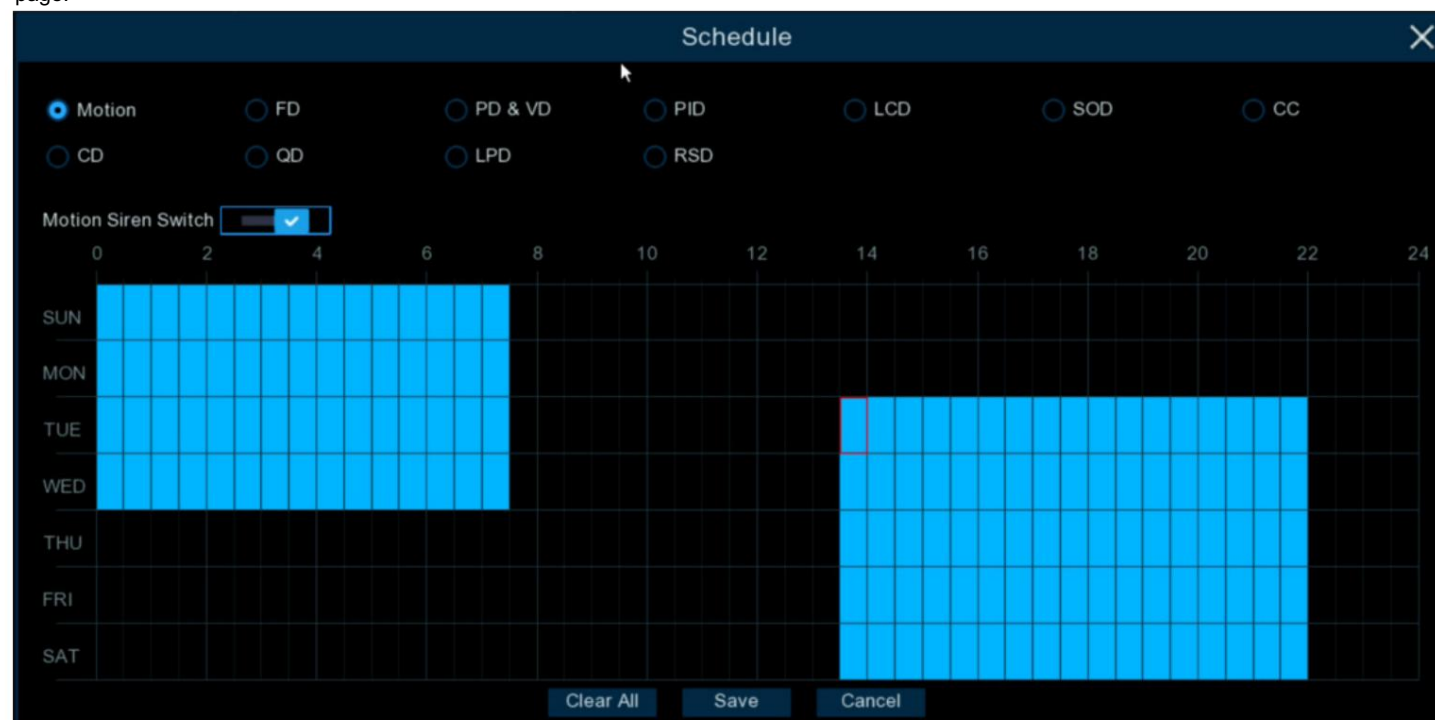 page.
Schedule
Motion FD PD & VD PID LCD SOD CC
CD QD LPD RSD
Motion Siren Switch
0 2 4 6 8 10 12 14 16 18 20 22 24
SUN
MON
TUE
WED
THU
FRI
SAT
Clear All Save Cancel